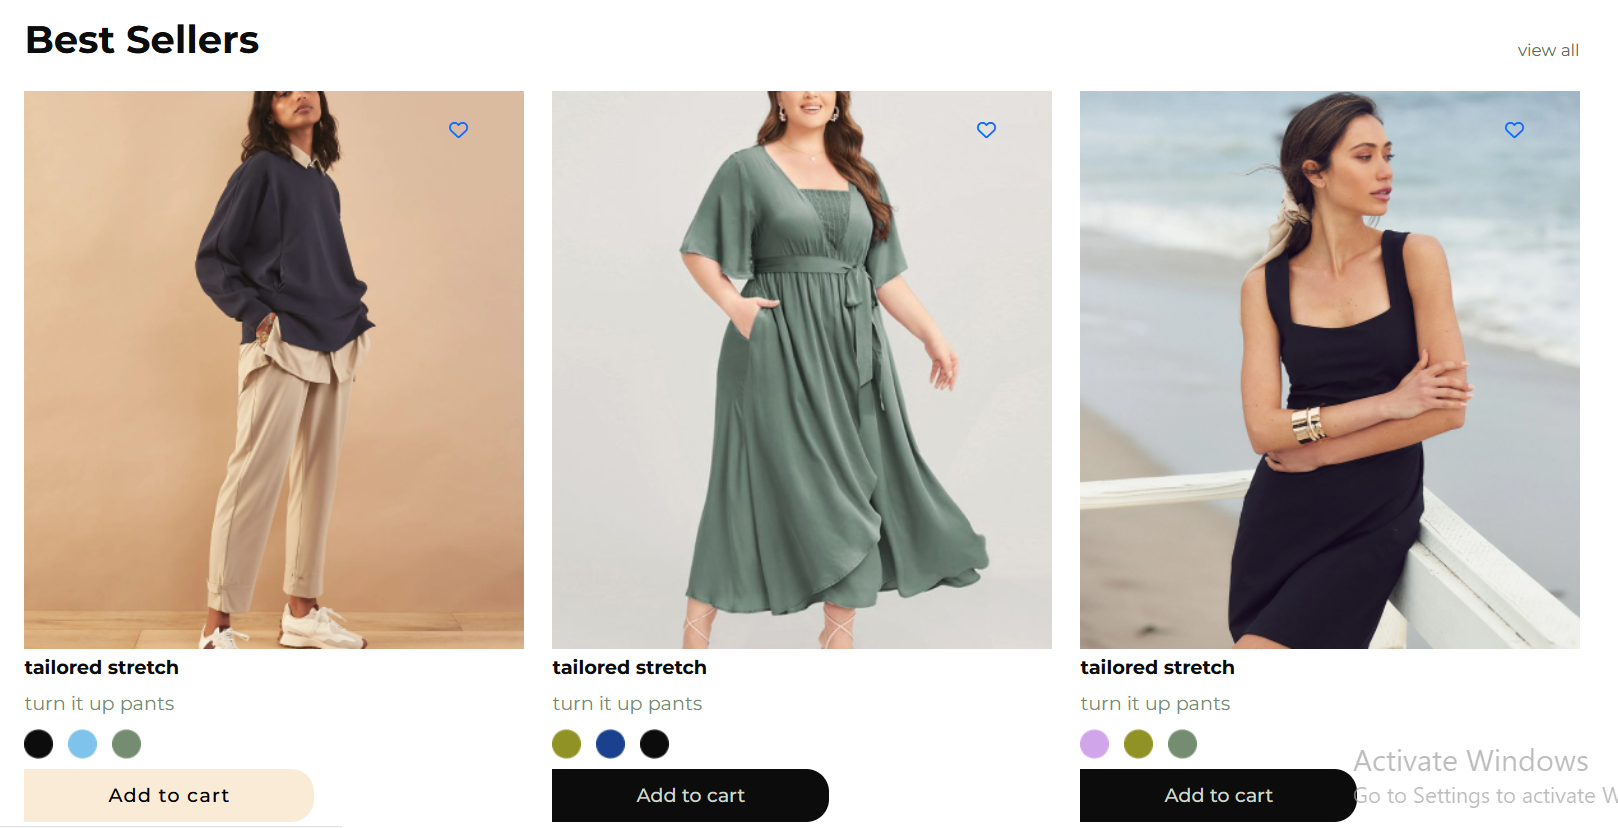 Best Sellers
view all
tailored stretch
turn it up pants
Add to cart
tailored stretch
turn it up pants
Add to cart
tailored stretch
turn it up pants
Add to cart
Activate Windows
Go to Settings to activate W